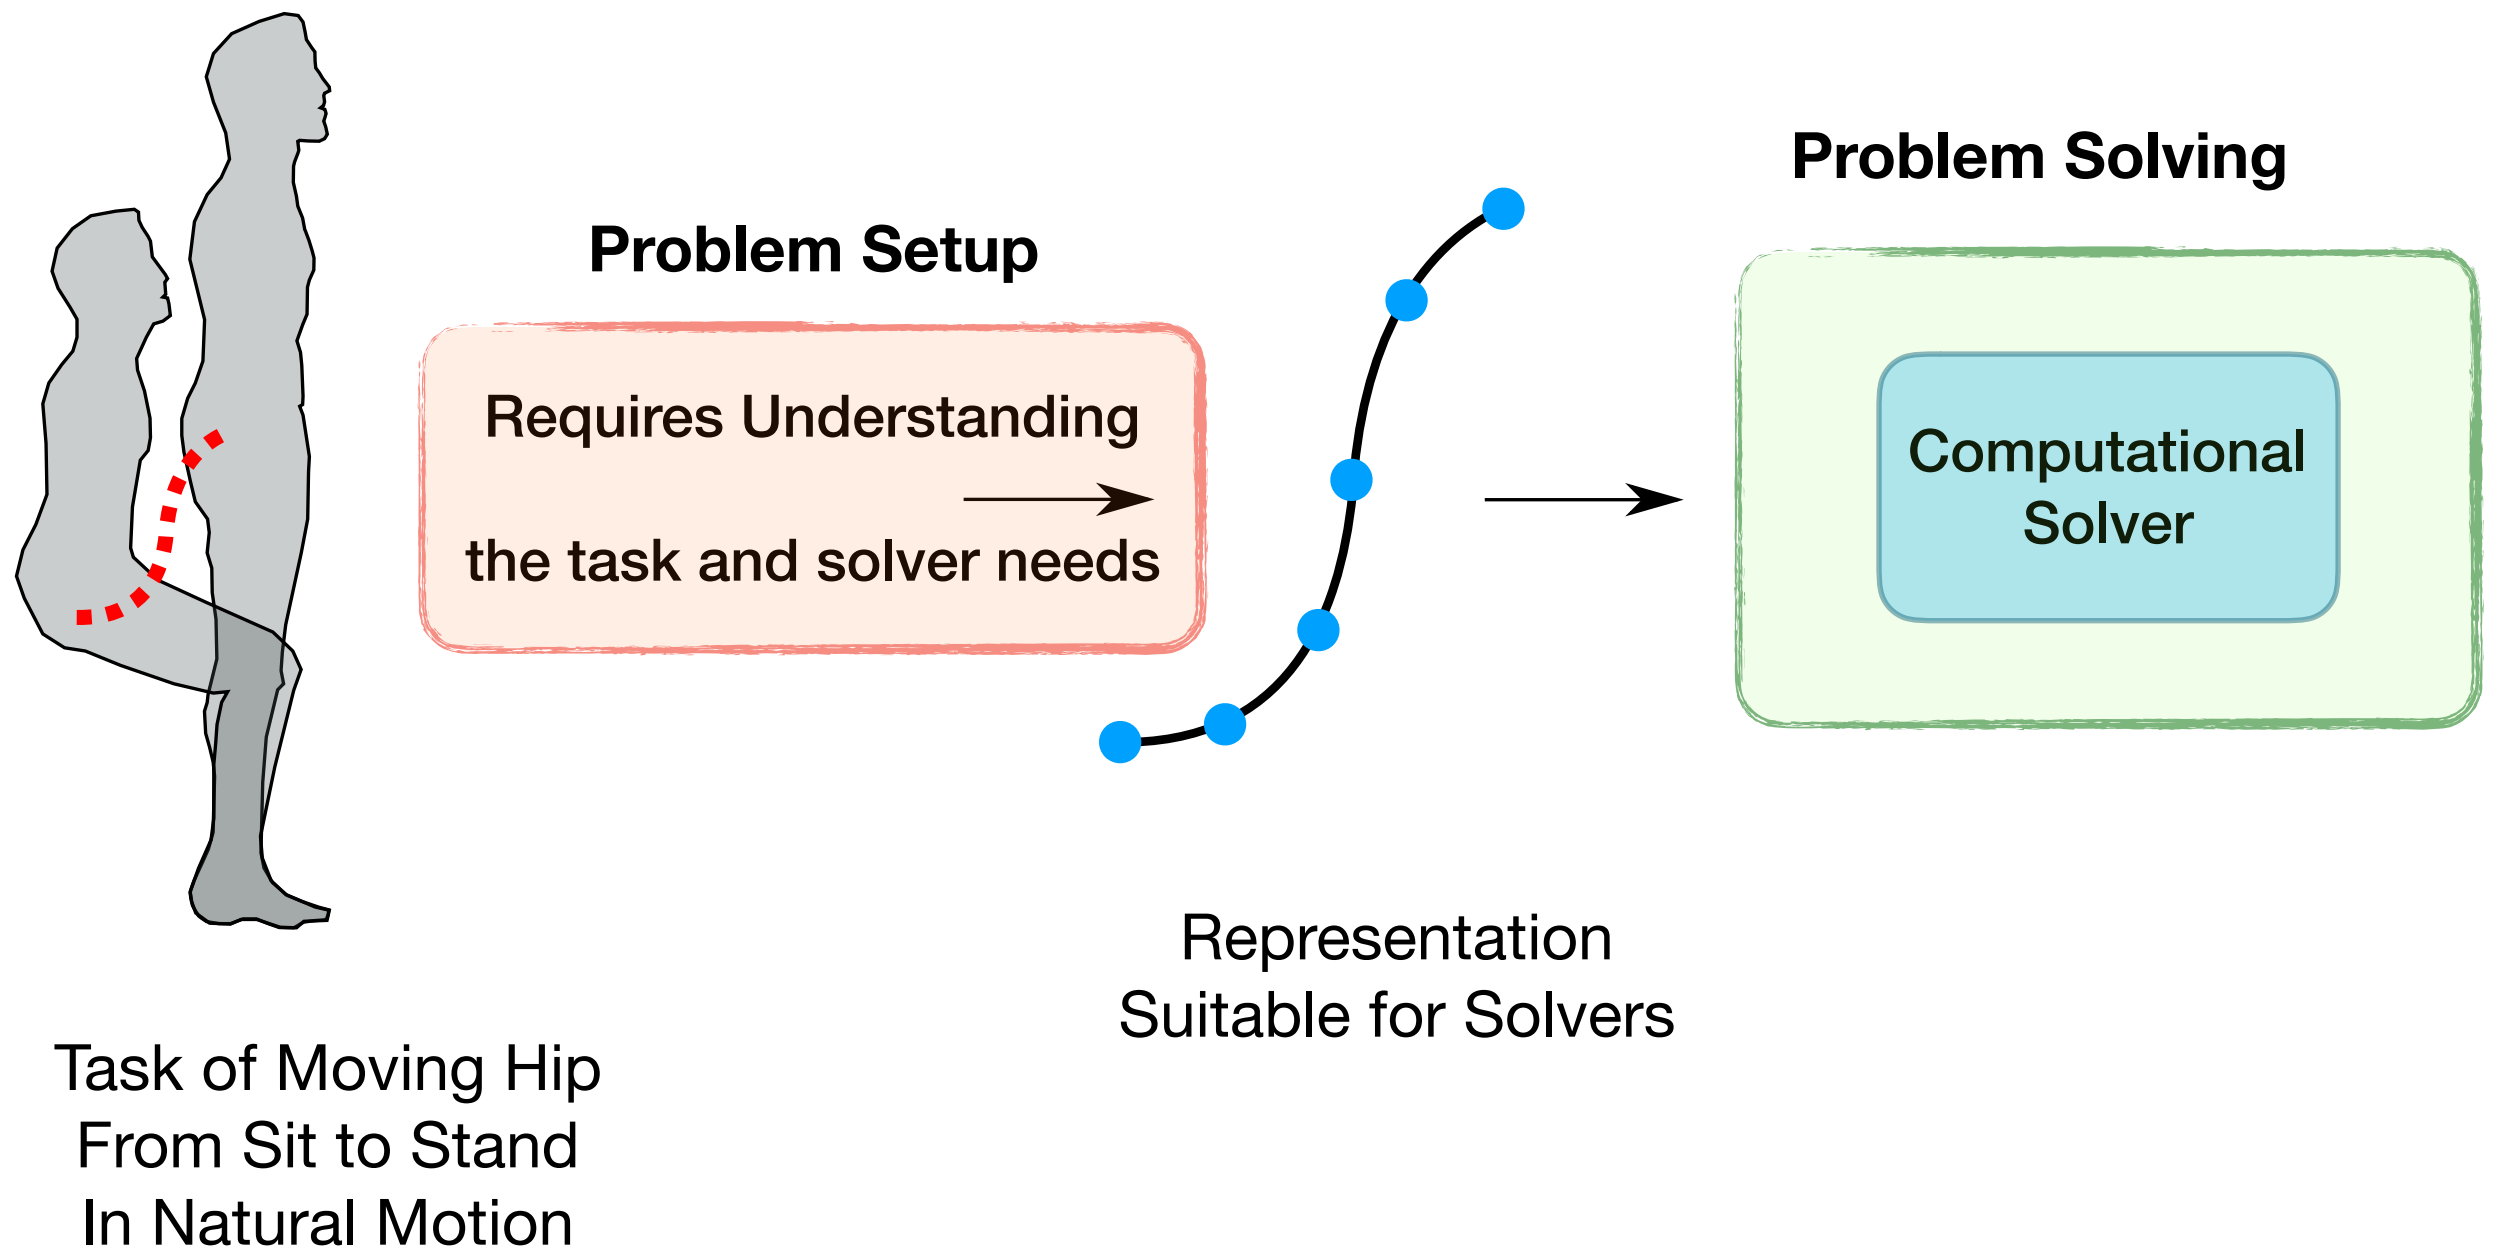 Problem Setup
Requires Understanding
the task and solver needs
Problem Solving
Computational
Solver
Representation
Suitable for Solvers
Task of Moving Hip
From Sit to Stand
In Natural Motion